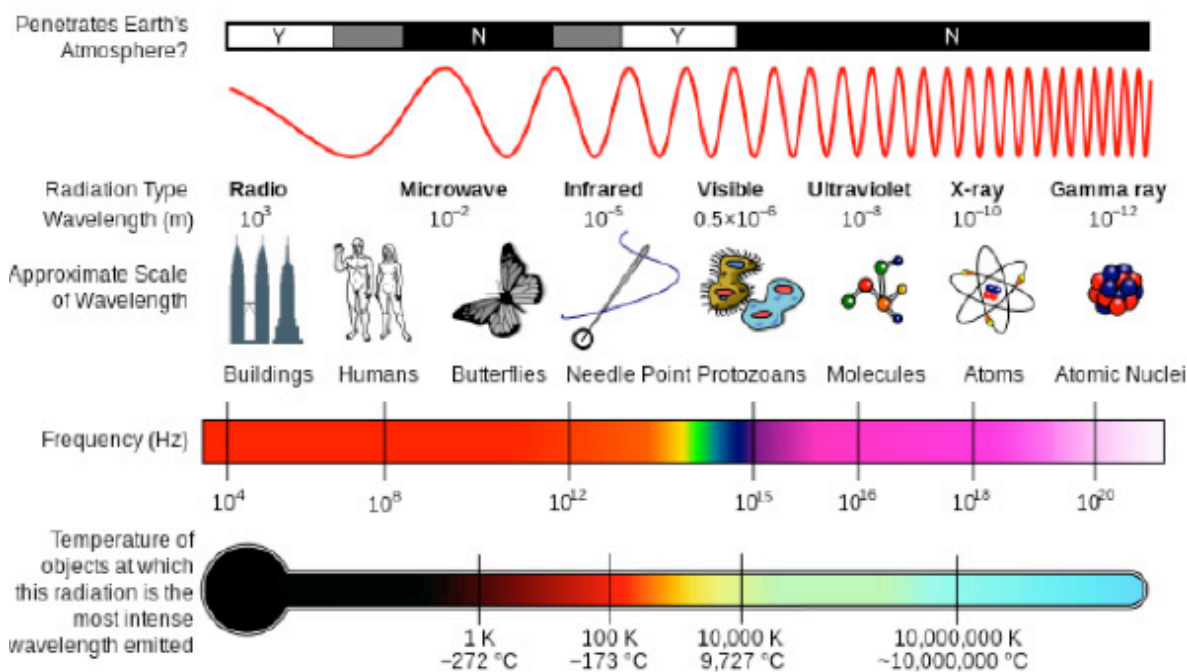 Penetrates Earth's
Atmosphere?
Y N Y N
Radiation Type Radio Microwave Infrared Visible Ultraviolet X-ray Gamma ray
Wavelength (m) 10³ 10⁻² 10⁻⁵ 0.5×10⁻⁶ 10⁻⁸ 10⁻¹⁰ 10⁻¹²
Approximate Scale
of Wavelength
Buildings Humans Butterflies Needle Point Protozoans Molecules Atoms Atomic Nuclei
Frequency (Hz)
10⁴ 10⁸ 10¹² 10¹⁵ 10¹⁶ 10¹⁸ 10²⁰
Temperature of
objects at which
this radiation is the
most intense
wavelength emitted
1 K 100 K 10,000 K 10,000,000 K
−272 °C −173 °C 9,727 °C ~10,000,000 °C